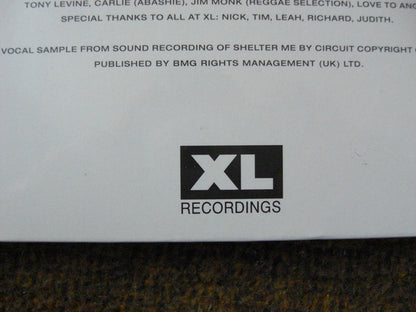 TONY LEVINE, CARLIE (ABASHIE), JIM MONK (REGGAE SELECTION), LOVE TO
SPECIAL THANKS TO ALL AT XL: NICK, TIM, LEAH, RICHARD, JUDITH.
VOCAL SAMPLE FROM SOUND RECORDING OF SHELTER ME BY CIRCUIT COPYRIGHT
PUBLISHED BY BMG RIGHTS MANAGEMENT (UK) LTD.
XL
RECORDINGS